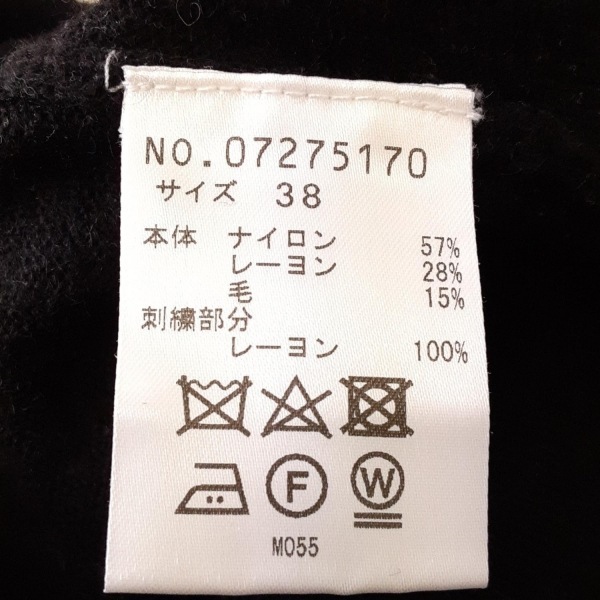 NO.07275170
サイズ 38
本体 ナイロン 57%
レーヨン 28%
毛 15%
刺繍部分
レーヨン 100%
F W
M055